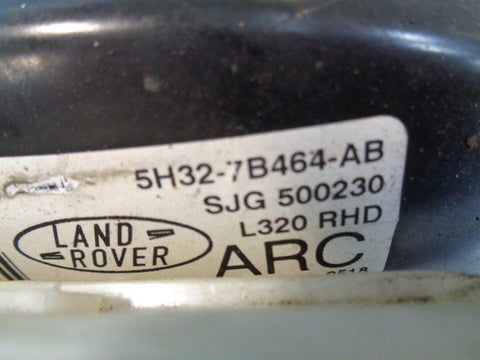 5H32-7B464-AB
SJG 500230
L320 RHD
LAND
ROVER
ARC